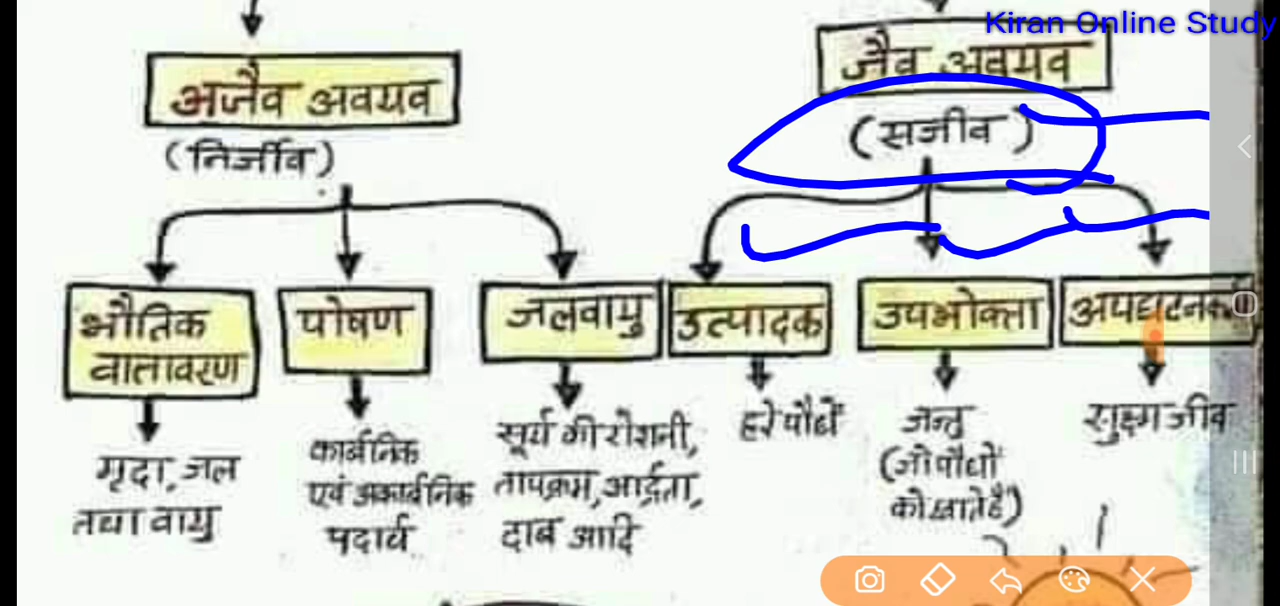 Kiran Online Study
अजैव अवयव
(निर्जीव)
जैव अवयव
(सजीव)
भौतिक
वातावरण
पोषण
जलवायु
उत्पादक
उपभोक्ता
अपघटनकर्ता
मृदा, जल
तथा वायु
कार्बनिक
एवं अकार्बनिक
पदार्थ
सूर्य की रोशनी,
तापक्रम, आर्द्रता,
दाब आदि
हरे पौधे
जन्तु
(जो पौधों
को खाते हैं)
सुक्ष्म जीव